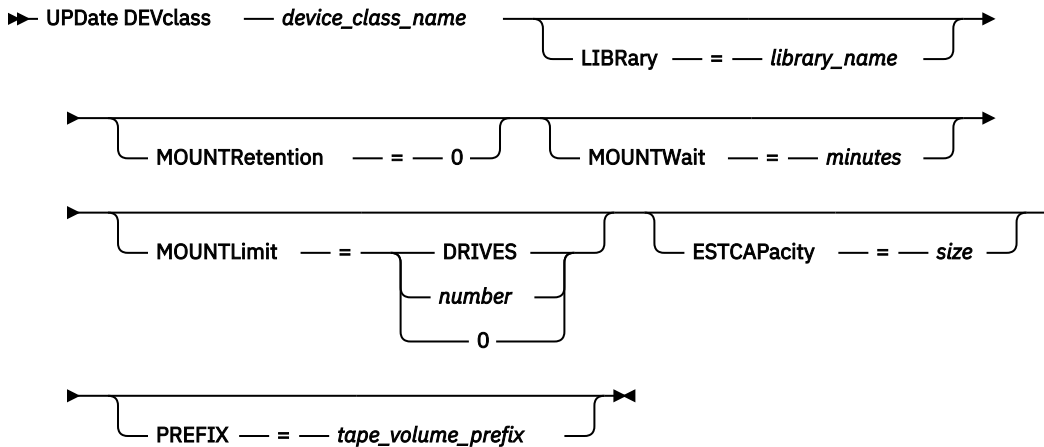 UPDate DEVclass device_class_name
LIBRary = library_name
MOUNTRetention = 0 MOUNTWait = minutes
MOUNTLimit = DRIVES ESTCAPacity = size
number
0
PREFIX = tape_volume_prefix